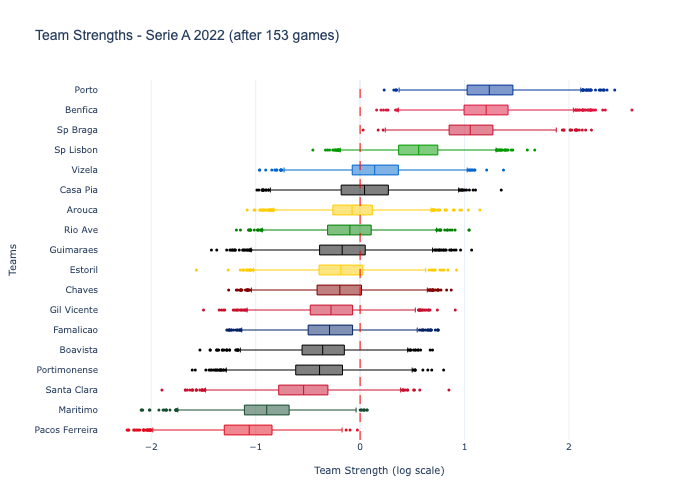 Team Strengths - Serie A 2022 (after 153 games)
Porto
Benfica
Sp Braga
Sp Lisbon
Vizela
Casa Pia
Arouca
Rio Ave
Guimaraes
Estoril
Chaves
Gil Vicente
Famalicao
Boavista
Portimonense
Santa Clara
Maritimo
Pacos Ferreira
Teams
−2 −1 0 1 2
Team Strength (log scale)